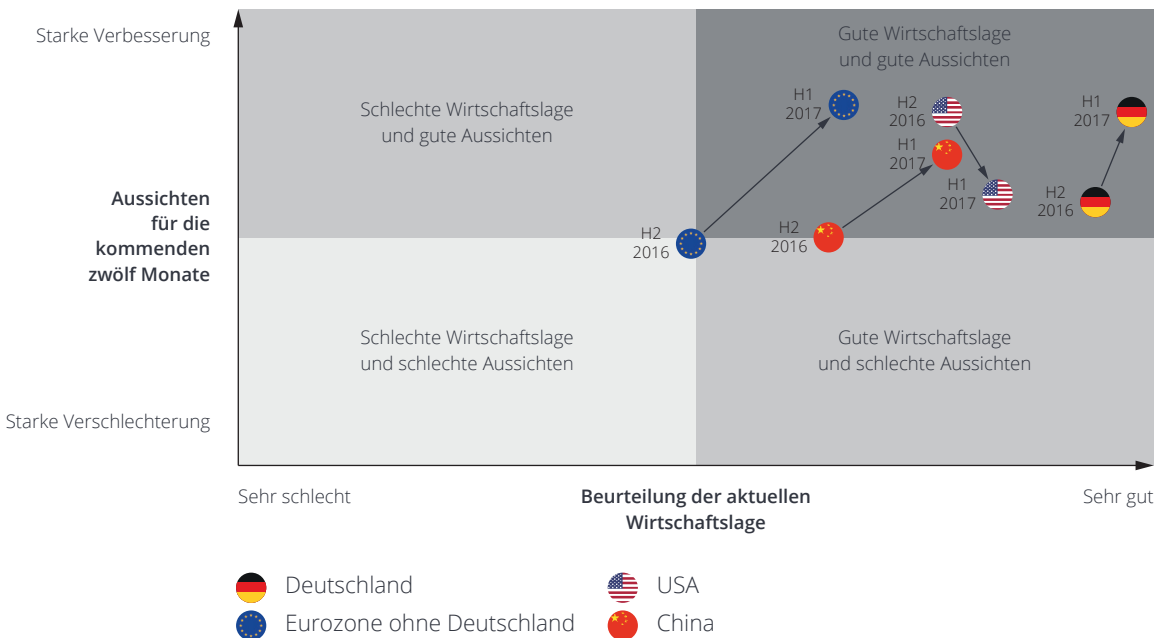 Starke Verbesserung
Gute Wirtschaftslage
und gute Aussichten
Schlechte Wirtschaftslage
und gute Aussichten
H1
2017
H2
2016
H1
2017
H1
2017
H1
2017
H2
2016
Aussichten
für die
kommenden
zwölf Monate
H2
2016
H2
2016
Schlechte Wirtschaftslage
und schlechte Aussichten
Gute Wirtschaftslage
und schlechte Aussichten
Starke Verschlechterung
Sehr schlecht
Beurteilung der aktuellen
Wirtschaftslage
Sehr gut
Deutschland
USA
Eurozone ohne Deutschland
China